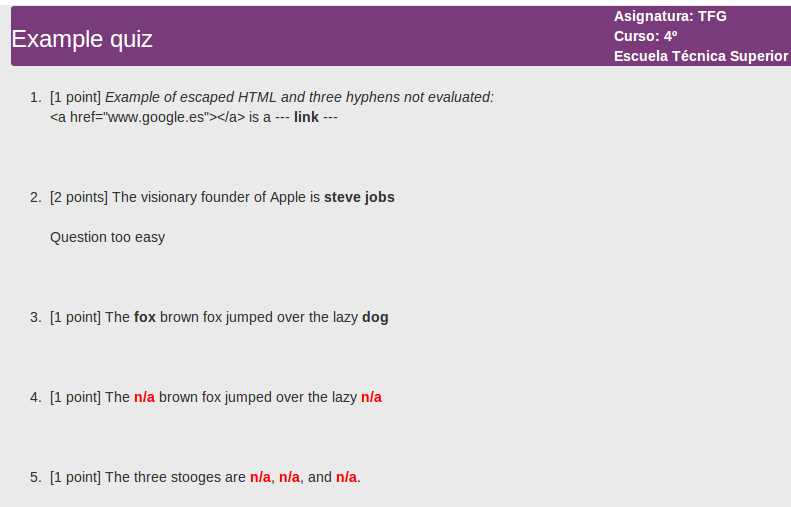 Example quiz
Asignatura: TFG
Curso: 4º
Escuela Técnica Superior
1. [1 point] Example of escaped HTML and three hyphens not evaluated:
<a href="www.google.es"></a> is a --- link ---
2. [2 points] The visionary founder of Apple is steve jobs
Question too easy
3. [1 point] The fox brown fox jumped over the lazy dog
4. [1 point] The n/a brown fox jumped over the lazy n/a
5. [1 point] The three stooges are n/a, n/a, and n/a.